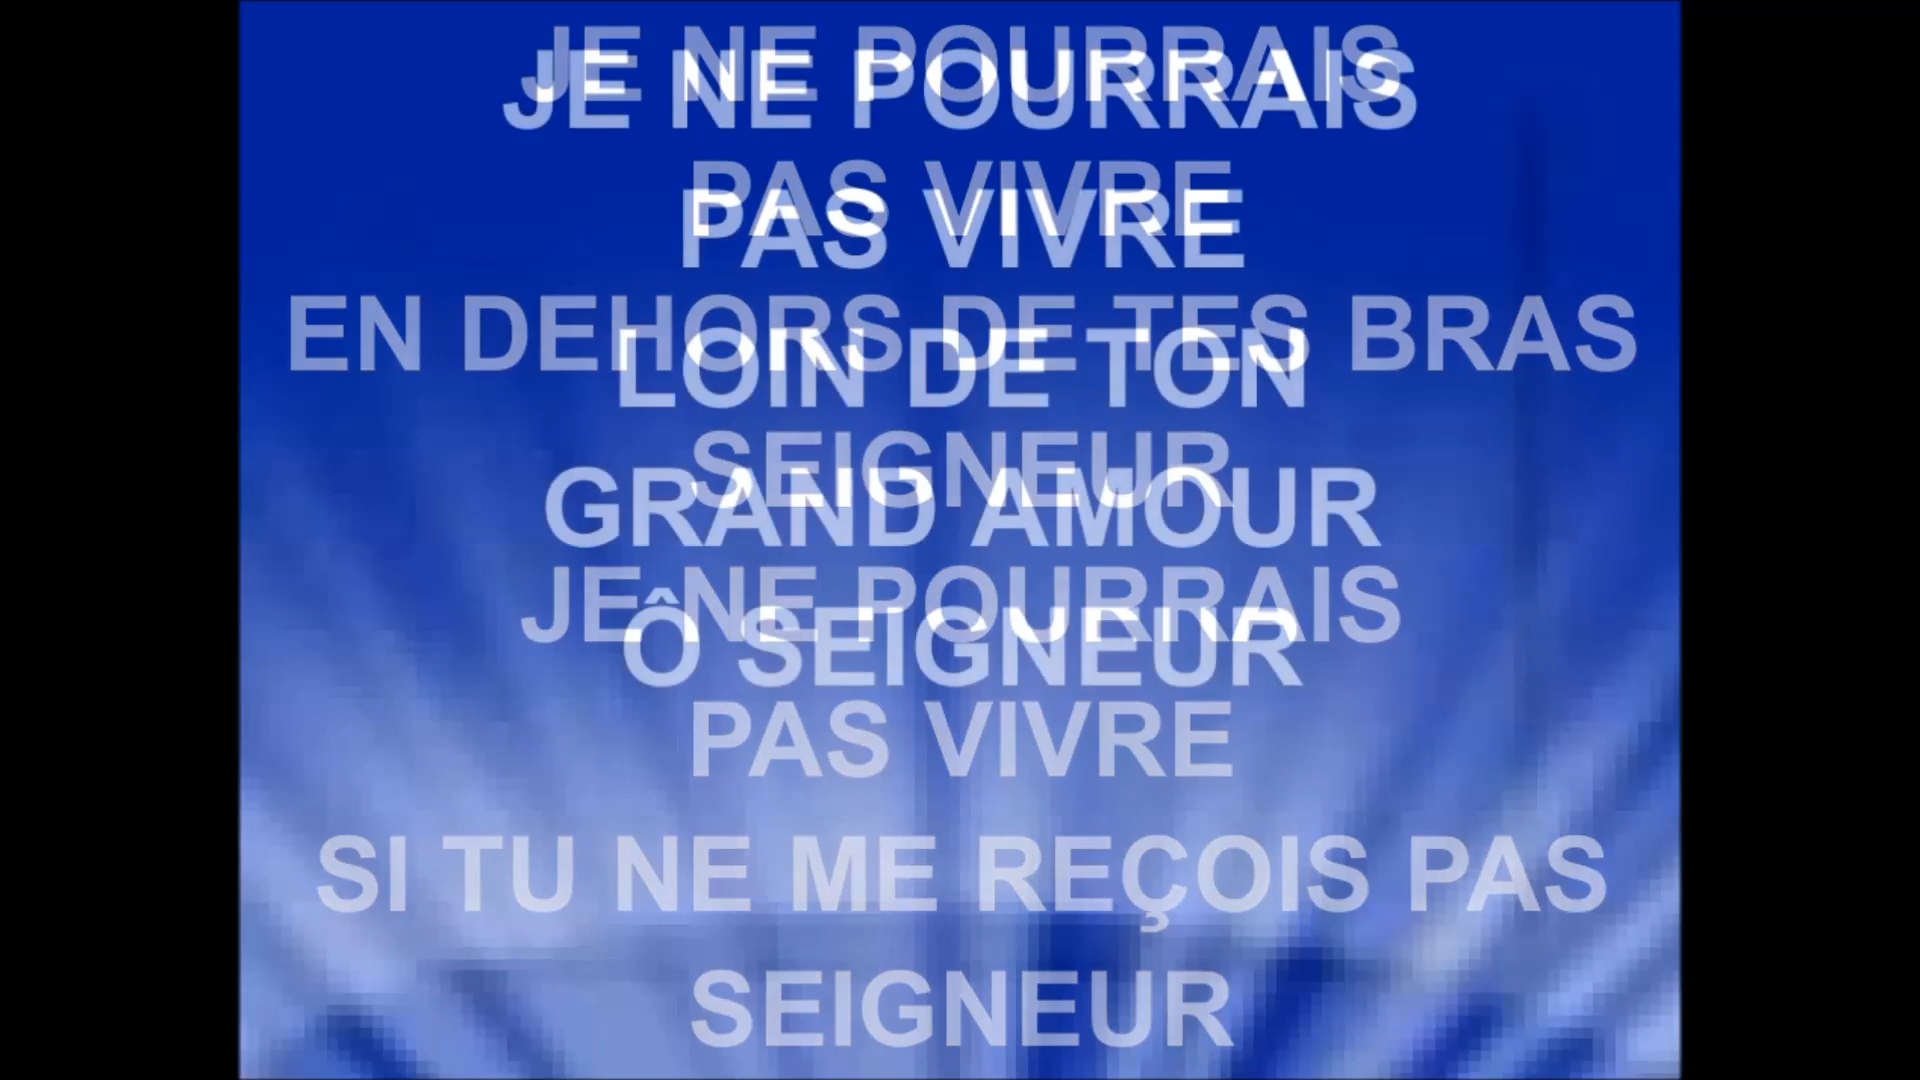 JE NE POURRAIS
PAS VIVRE
EN DEHORS DE TES BRAS
SEIGNEUR
JE NE POURRAIS
PAS VIVRE
SI TU NE ME REÇOIS PAS
SEIGNEUR
JE NE POURRAIS
PAS VIVRE
LOIN DE TON
GRAND AMOUR
Ô SEIGNEUR